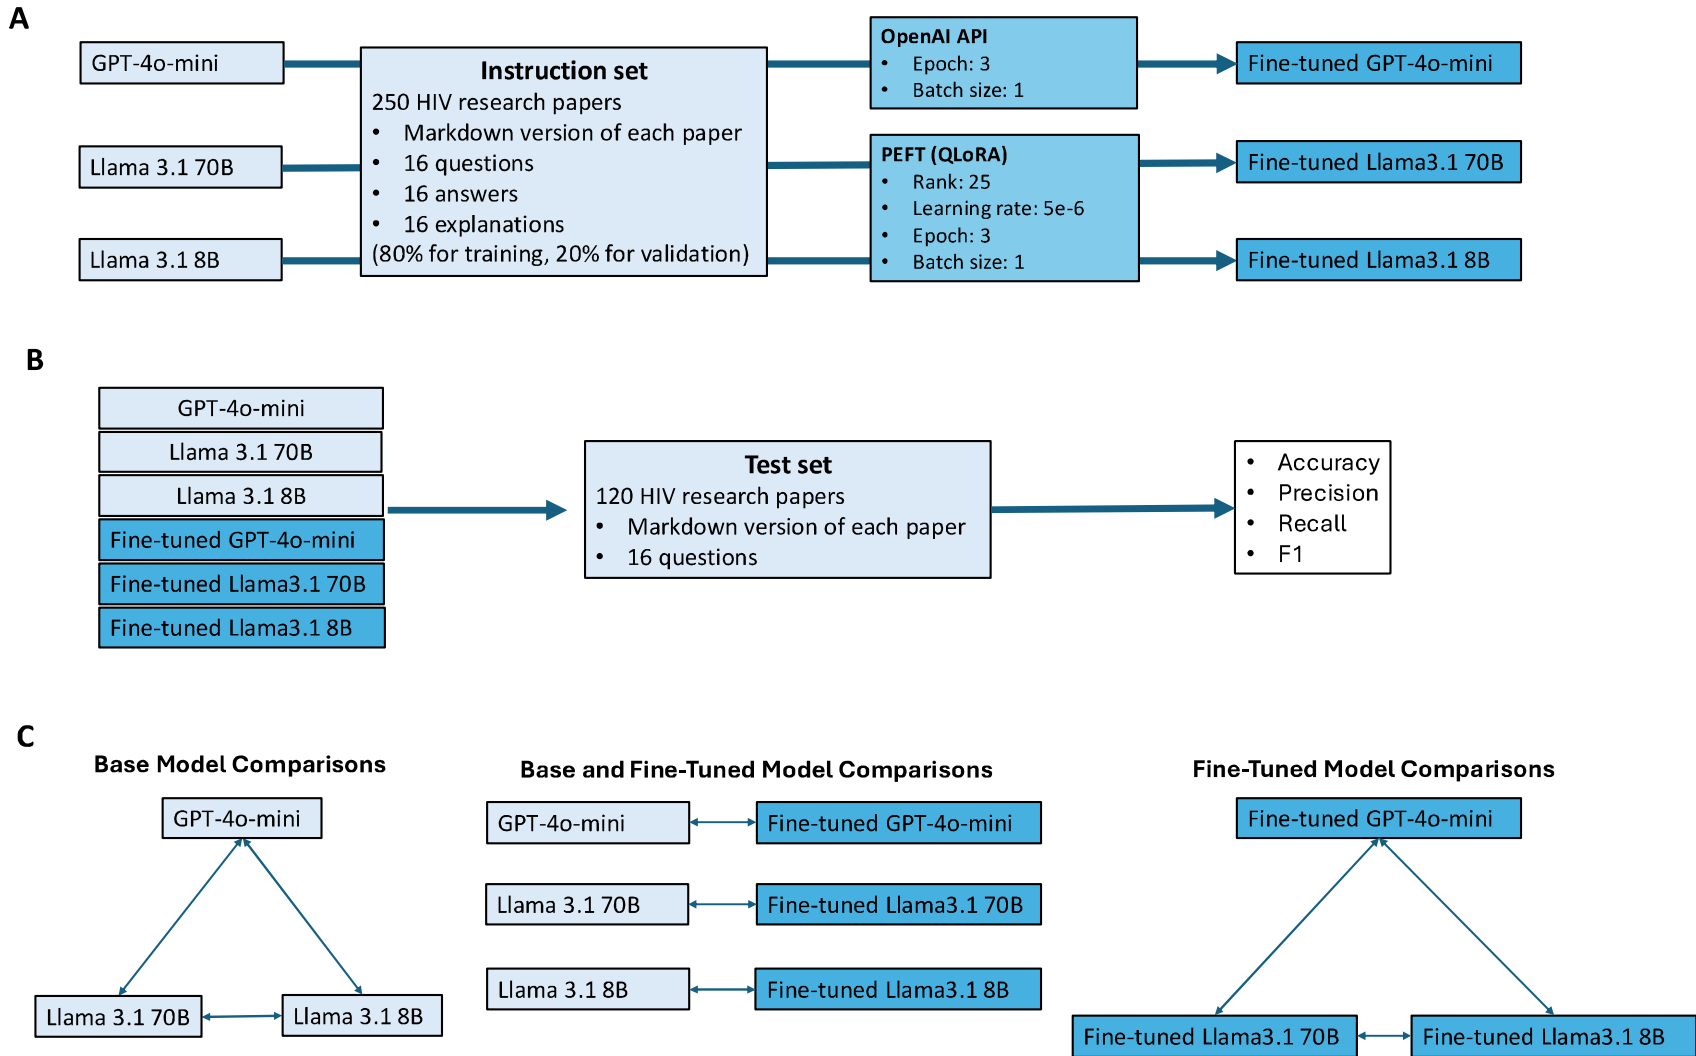 A
GPT-4o-mini
Llama 3.1 70B
Llama 3.1 8B
Instruction set
250 HIV research papers
• Markdown version of each paper
• 16 questions
• 16 answers
• 16 explanations
(80% for training, 20% for validation)
OpenAI API
• Epoch: 3
• Batch size: 1
PEFT (QLoRA)
• Rank: 25
• Learning rate: 5e-6
• Epoch: 3
• Batch size: 1
Fine-tuned GPT-4o-mini
Fine-tuned Llama3.1 70B
Fine-tuned Llama3.1 8B
B
GPT-4o-mini
Llama 3.1 70B
Llama 3.1 8B
Fine-tuned GPT-4o-mini
Fine-tuned Llama3.1 70B
Fine-tuned Llama3.1 8B
Test set
120 HIV research papers
• Markdown version of each paper
• 16 questions
• Accuracy
• Precision
• Recall
• F1
C
Base Model Comparisons
GPT-4o-mini
Llama 3.1 70B
Llama 3.1 8B
Base and Fine-Tuned Model Comparisons
GPT-4o-mini
Fine-tuned GPT-4o-mini
Llama 3.1 70B
Fine-tuned Llama3.1 70B
Llama 3.1 8B
Fine-tuned Llama3.1 8B
Fine-Tuned Model Comparisons
Fine-tuned GPT-4o-mini
Fine-tuned Llama3.1 70B
Fine-tuned Llama3.1 8B